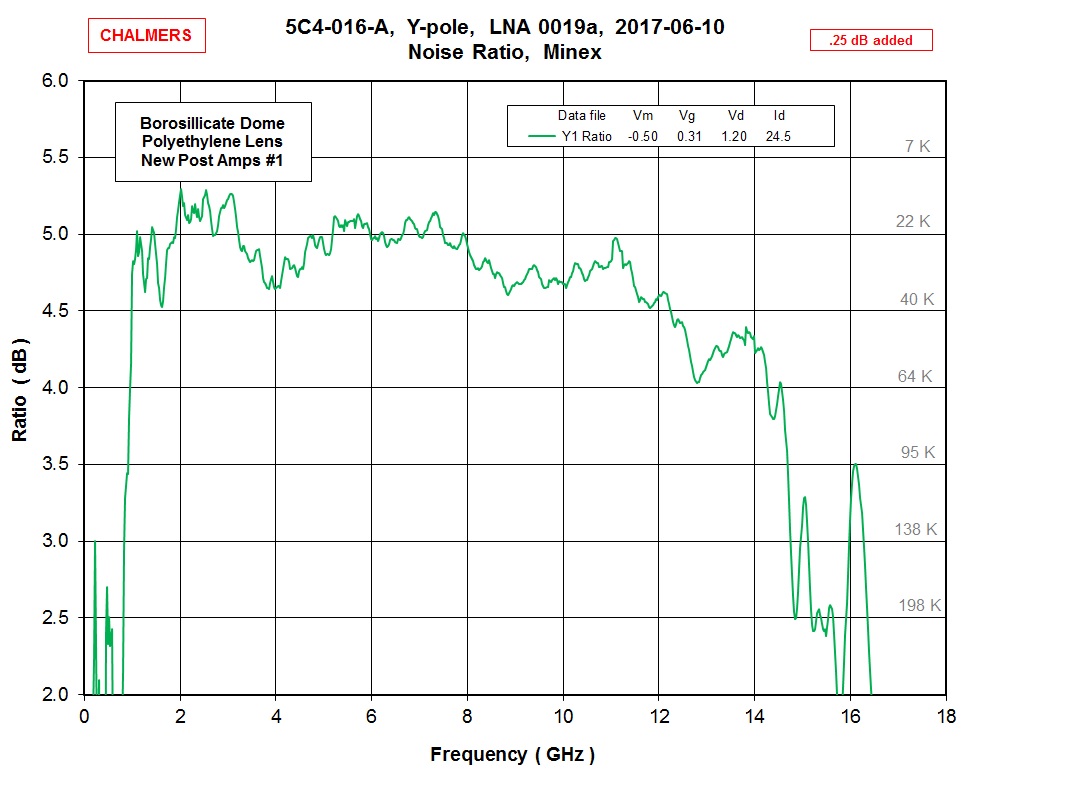 CHALMERS
5C4-016-A, Y-pole, LNA 0019a, 2017-06-10
Noise Ratio, Minex
.25 dB added
Borosillicate Dome
Polyethylene Lens
New Post Amps #1
Data file Vm Vg Vd Id
Y1 Ratio -0.50 0.31 1.20 24.5
6.0
5.5
5.0
4.5
4.0
3.5
3.0
2.5
2.0
7 K
22 K
40 K
64 K
95 K
138 K
198 K
Ratio ( dB )
0 2 4 6 8 10 12 14 16 18
Frequency ( GHz )